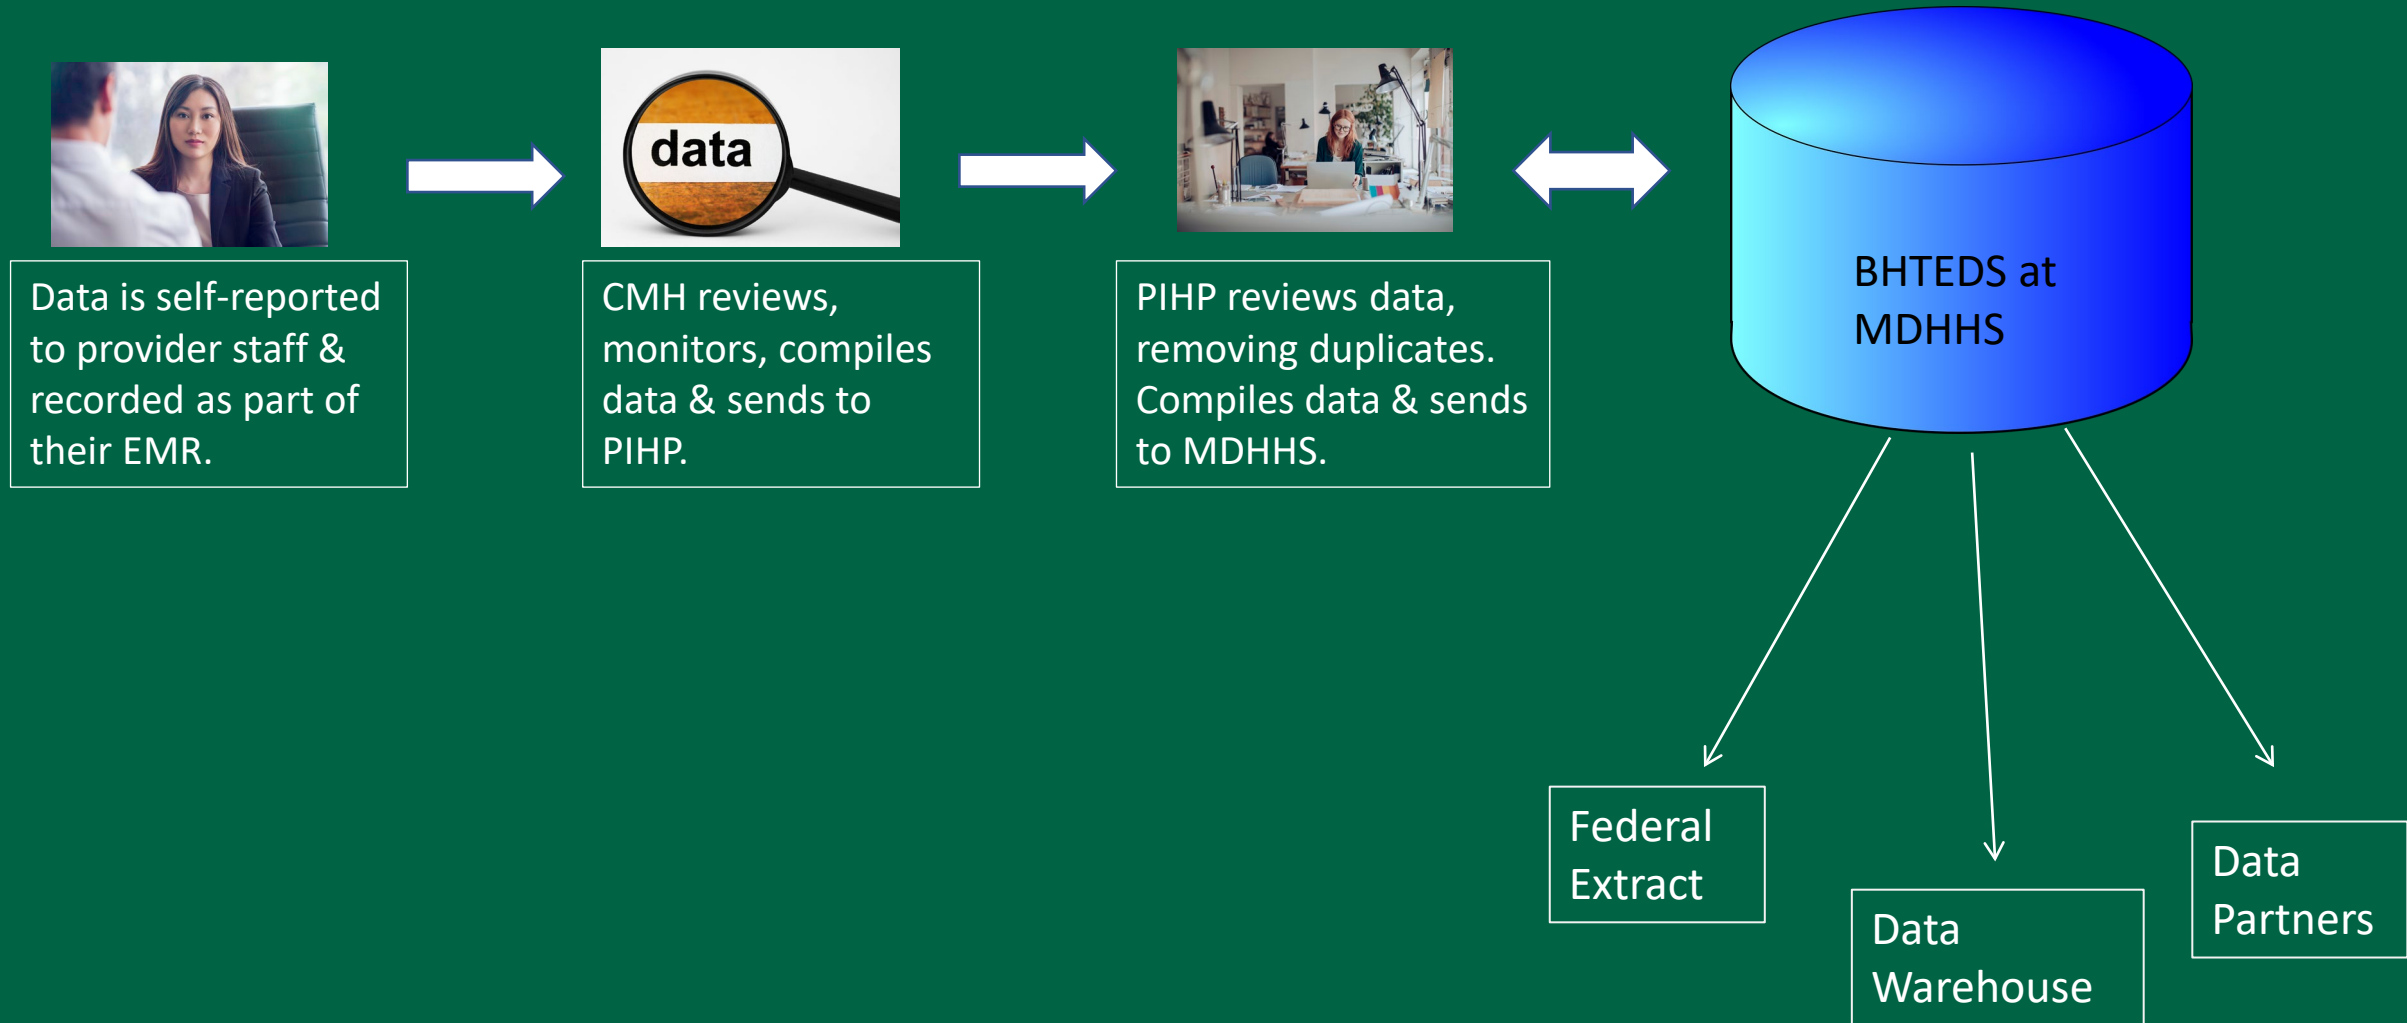 data
Data is self-reported
to provider staff &
recorded as part of
their EMR.
CMH reviews,
monitors, compiles
data & sends to
PIHP.
PIHP reviews data,
removing duplicates.
Compiles data & sends
to MDHHS.
BHTEDS at
MDHHS
Federal
Extract
Data
Warehouse
Data
Partners